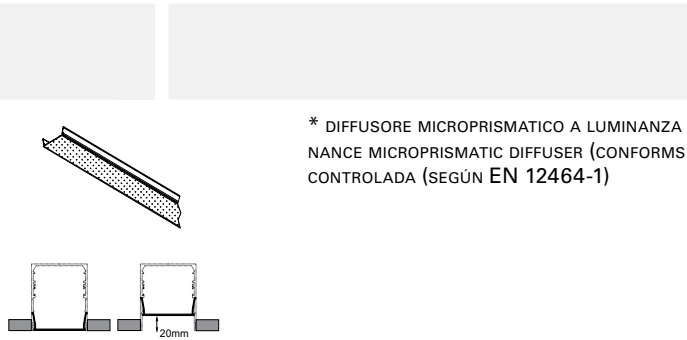 * DIFFUSORE MICROPRISMATICO A LUMINANZA
NANCE MICROPRISMATIC DIFFUSER (CONFORMS
CONTROLADA (SEGÚN EN 12464-1)
20mm